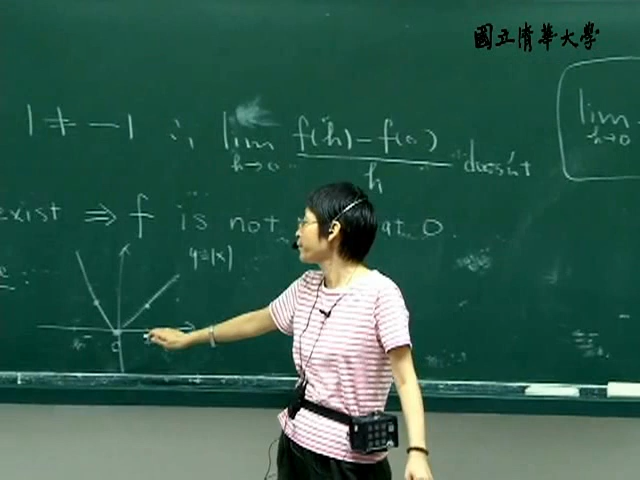 國立清華大學
1 ≠ -1 ∴ lim h→0 f(h)-f(0) / h doesn't
lim h→0
exist ⇒ f is not at 0
y=|x|
0